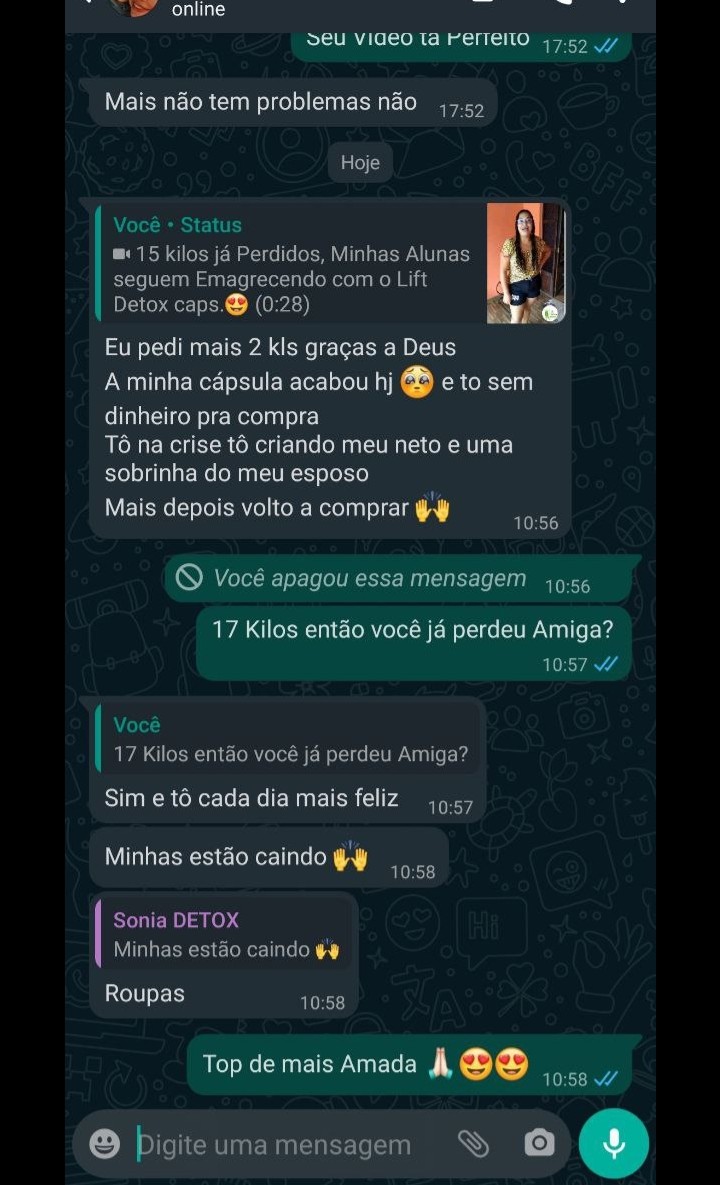 online
Seu Vídeo tá Perfeito 17:52
Mais não tem problemas não 17:52
Hoje
Você • Status
15 kilos já Perdidos, Minhas Alunas
seguem Emagrecendo com o Lift
Detox caps.😍 (0:28)
Eu pedi mais 2 kls graças a Deus
A minha cápsula acabou hj 🥺 e to sem
dinheiro pra compra
Tô na crise tô criando meu neto e uma
sobrinha do meu esposo
Mais depois volto a comprar 🙌
10:56
Você apagou essa mensagem 10:56
17 Kilos então você já perdeu Amiga?
10:57
Você
17 Kilos então você já perdeu Amiga?
Sim e tô cada dia mais feliz 10:57
Minhas estão caindo 🙌 10:58
Sonia DETOX
Minhas estão caindo 🙌
Roupas 10:58
Top de mais Amada 🙏🏻😍😍 10:58
Digite uma mensagem